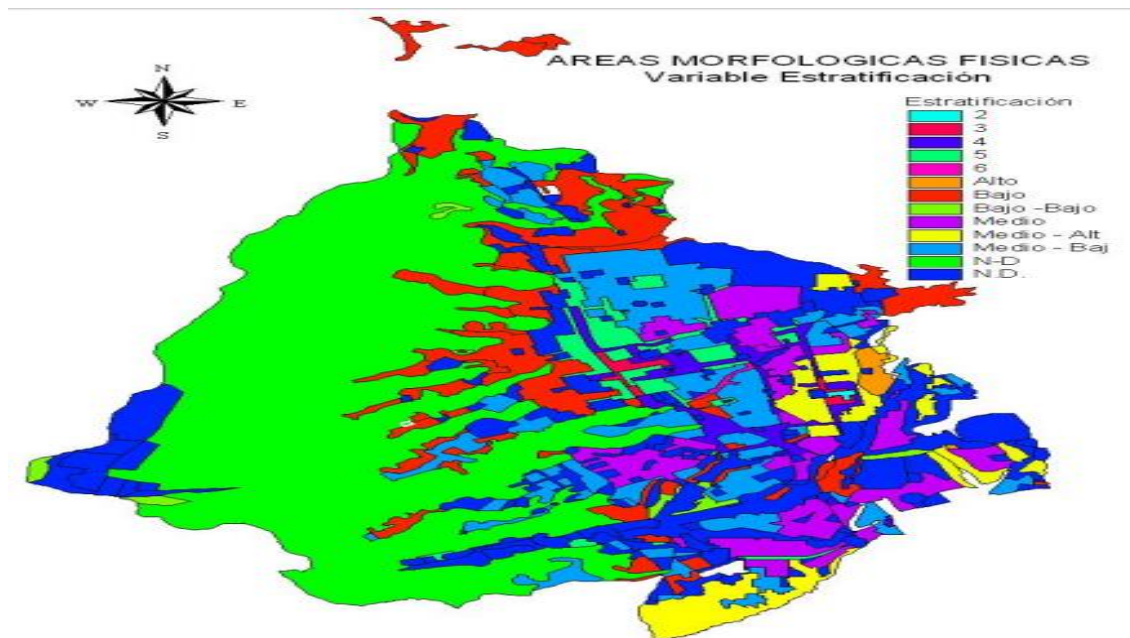 AREAS MORFOLOGICAS FISICAS
Variable Estratificación
N
W E
S
Estratificación
2
3
4
5
6
Alto
Bajo
Bajo -Bajo
Medio
Medio - Alt
Medio - Baj
N-D
N.D.